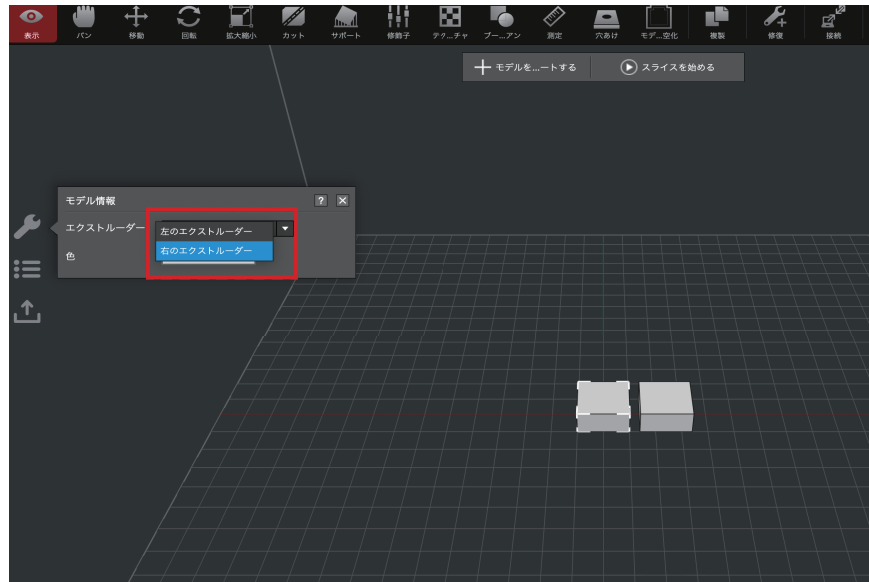 表示
パン
移動
回転
拡大縮小
カット
サポート
修飾子
テク...チャ
ブー...アン
測定
穴あけ
モデ...空化
複製
修復
接続
モデルを...ートする
スライスを始める
モデル情報
?
エクストルーダー
左のエクストルーダー
右のエクストルーダー
色